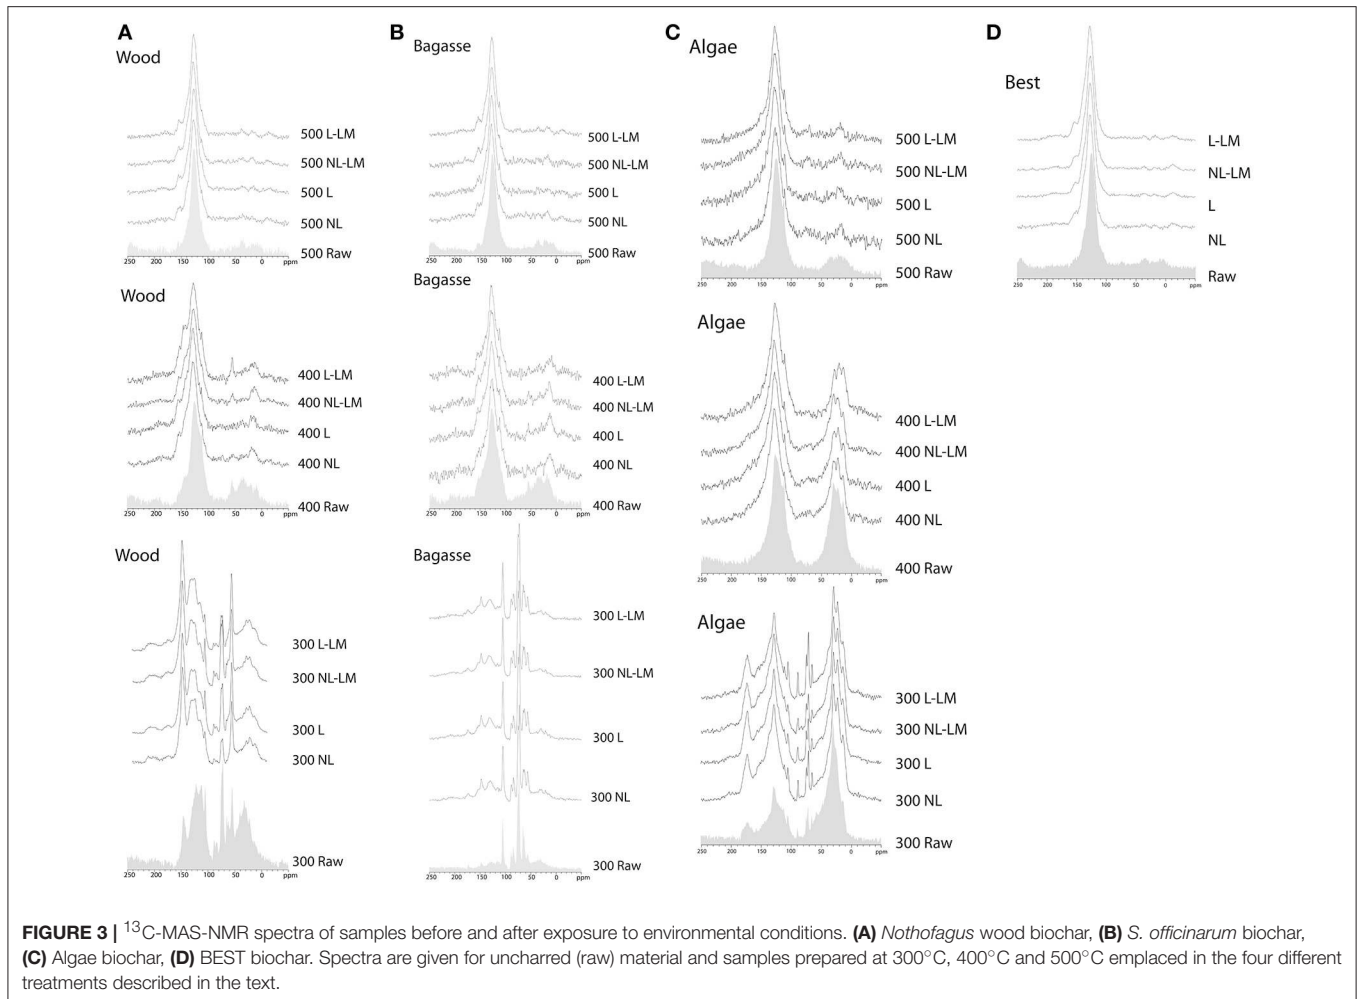 A
Wood
500 L-LM
500 NL-LM
500 L
500 NL
500 Raw
250 200 150 100 50 0 ppm
Wood
400 L-LM
400 NL-LM
400 L
400 NL
400 Raw
250 200 150 100 50 0 ppm
Wood
300 L-LM
300 NL-LM
300 L
300 NL
300 Raw
250 200 150 100 50 0 ppm
B
Bagasse
500 L-LM
500 NL-LM
500 L
500 NL
500 Raw
250 200 150 100 50 0 ppm
Bagasse
400 L-LM
400 NL-LM
400 L
400 NL
400 Raw
250 200 150 100 50 0 ppm
Bagasse
300 L-LM
300 NL-LM
300 L
300 NL
300 Raw
250 200 150 100 50 0 ppm
C
Algae
500 L-LM
500 NL-LM
500 L
500 NL
500 Raw
250 200 150 100 50 0 ppm
Algae
400 L-LM
400 NL-LM
400 L
400 NL
400 Raw
250 200 150 100 50 0 ppm
Algae
300 L-LM
300 NL-LM
300 L
300 NL
300 Raw
250 200 150 100 50 0 ppm
D
Best
L-LM
NL-LM
L
NL
Raw
250 200 150 100 50 0 ppm
FIGURE 3 | ¹³C-MAS-NMR spectra of samples before and after exposure to environmental conditions. (A) Nothofagus wood biochar, (B) S. officinarum biochar,
(C) Algae biochar, (D) BEST biochar. Spectra are given for uncharred (raw) material and samples prepared at 300°C, 400°C and 500°C emplaced in the four different
treatments described in the text.